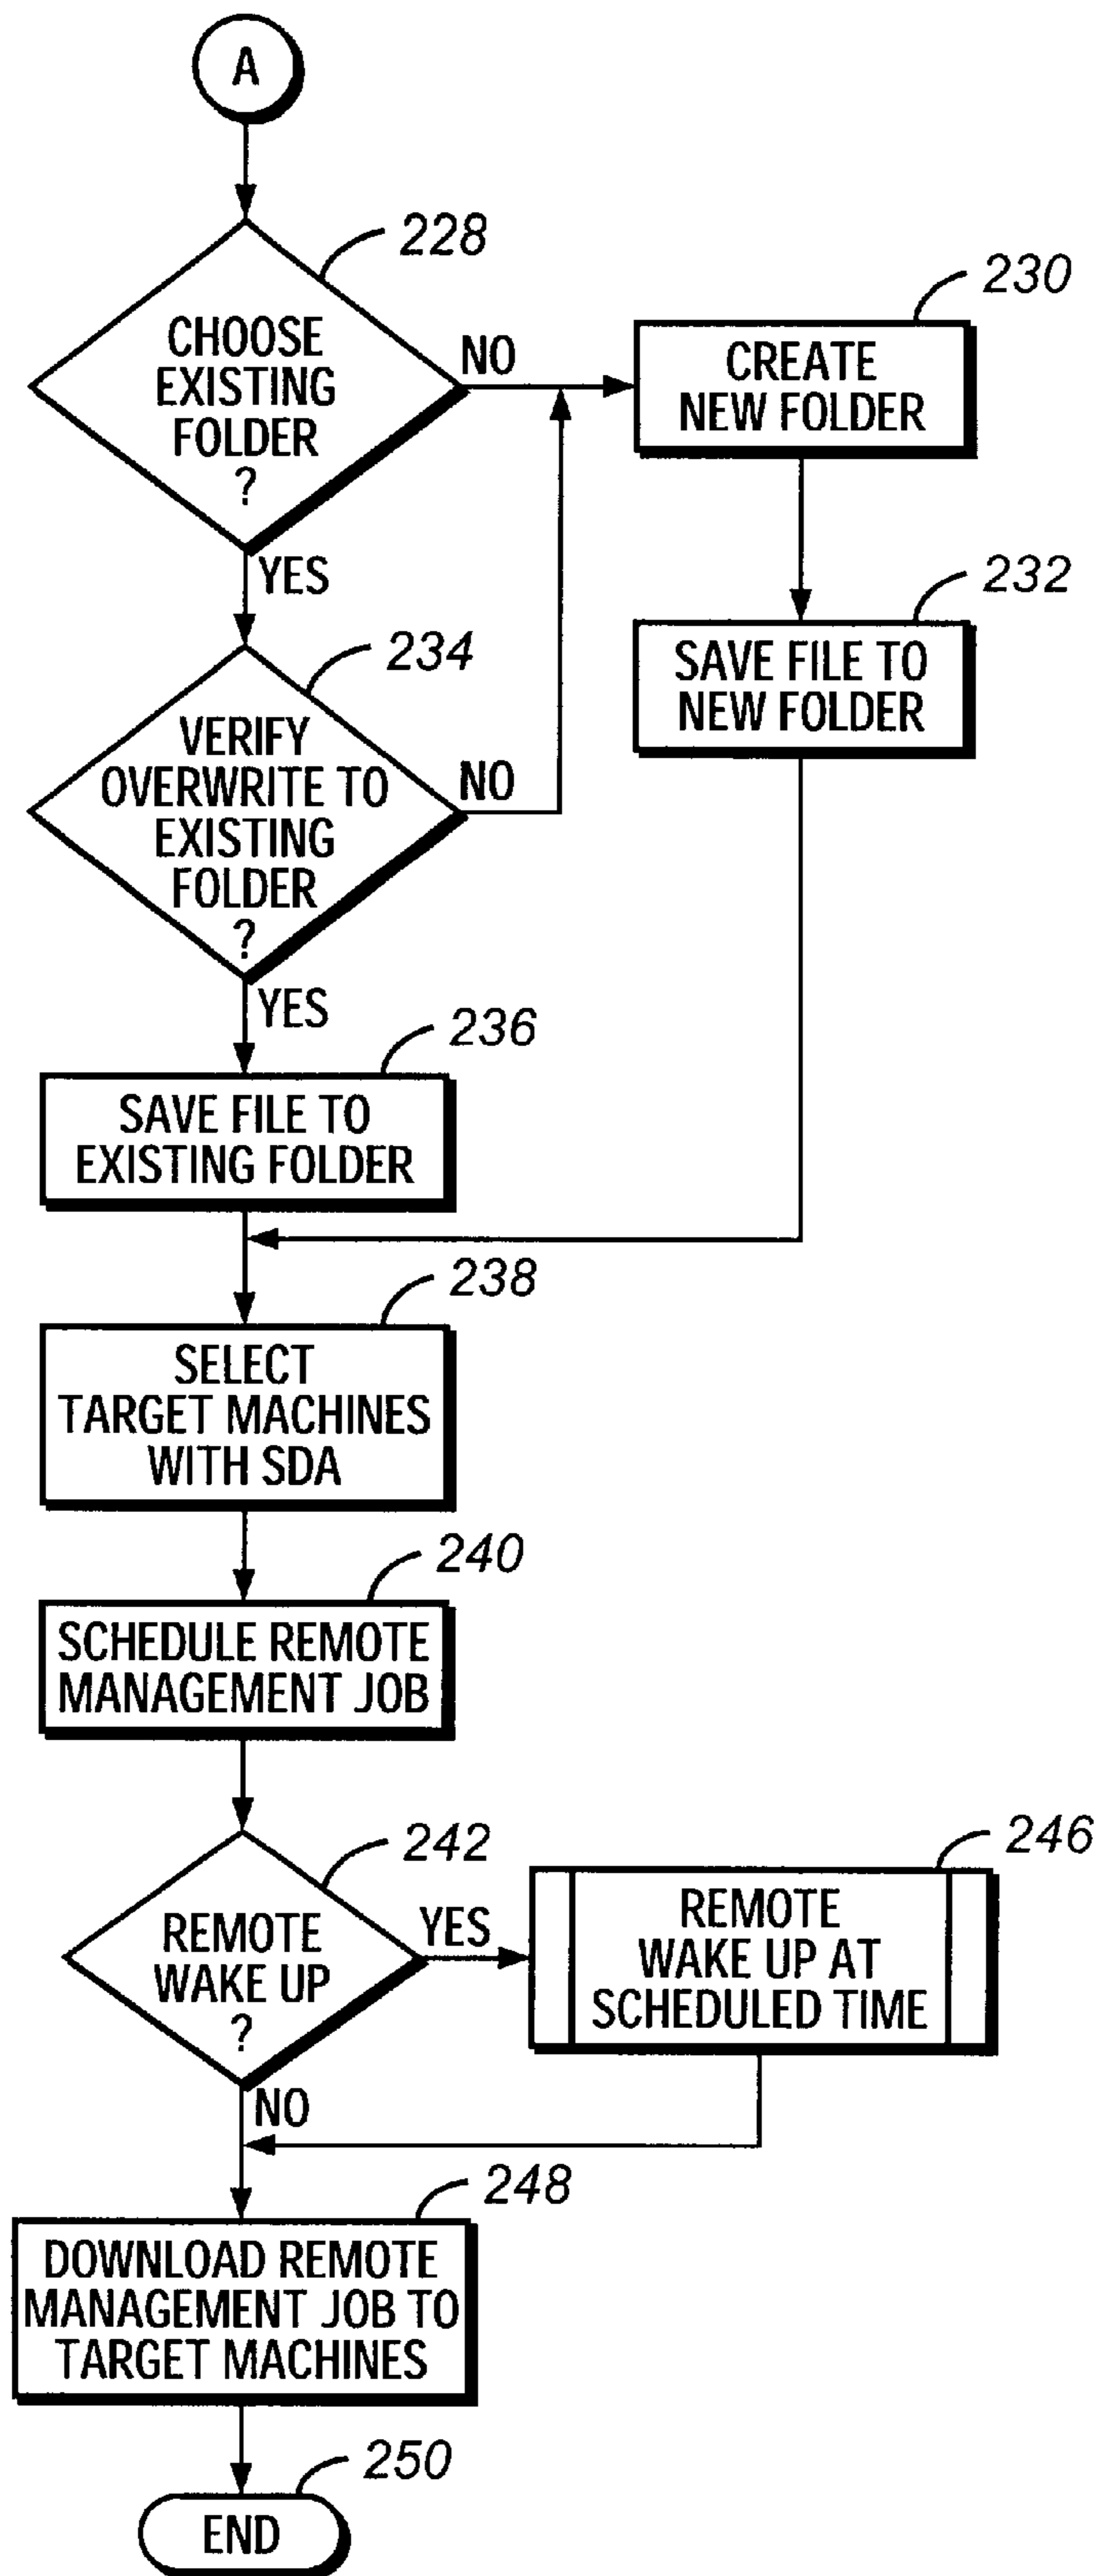 A
228
CHOOSE
EXISTING
FOLDER
?
NO
YES
230
CREATE
NEW FOLDER
232
SAVE FILE TO
NEW FOLDER
234
VERIFY
OVERWRITE TO
EXISTING
FOLDER
?
NO
YES
236
SAVE FILE TO
EXISTING FOLDER
238
SELECT
TARGET MACHINES
WITH SDA
240
SCHEDULE REMOTE
MANAGEMENT JOB
242
REMOTE
WAKE UP
?
YES
NO
246
REMOTE
WAKE UP AT
SCHEDULED TIME
248
DOWNLOAD REMOTE
MANAGEMENT JOB TO
TARGET MACHINES
250
END